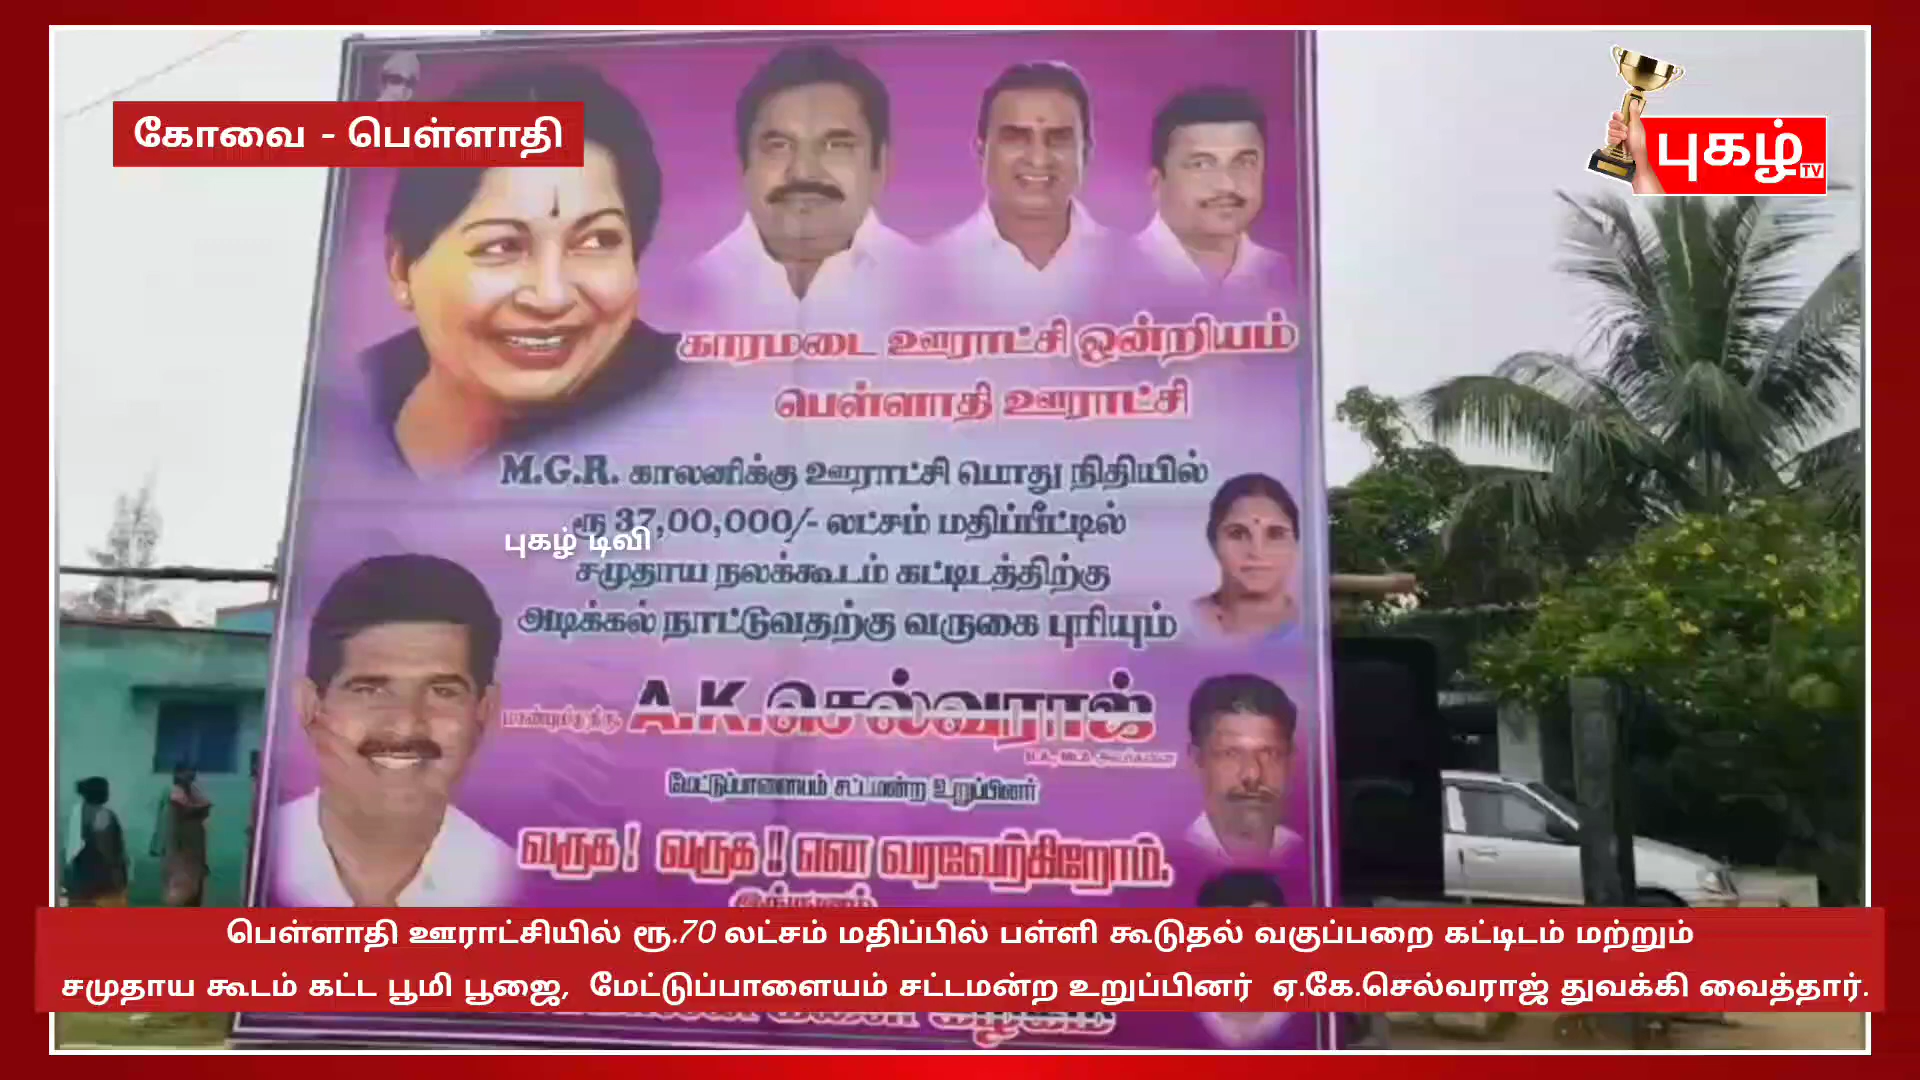 கோவை - பெள்ளாதி
புகழ்
TV
காரமடை ஊராட்சி ஒன்றியம்
பெள்ளாதி ஊராட்சி
M.G.R. காலனிக்கு ஊராட்சி பொது நிதியில்
ரூ 37,00,000/- லட்சம் மதிப்பீட்டில்
புகழ் டிவி
சமுதாய நலக்கூடம் கட்டிடத்திற்கு
அடிக்கல் நாட்டுவதற்கு வருகை புரியும்
மாண்புமிகு திரு A.K.செல்வராஜ்
அவர்களை
மேட்டுப்பாளையம் சட்டமன்ற உறுப்பினர்
வருக ! வருக !! என வரவேற்கிறோம்.
பெள்ளாதி ஊராட்சியில் ரூ.70 லட்சம் மதிப்பில் பள்ளி கூடுதல் வகுப்பறை கட்டிடம் மற்றும்
சமுதாய கூடம் கட்ட பூமி பூஜை, மேட்டுப்பாளையம் சட்டமன்ற உறுப்பினர் ஏ.கே.செல்வராஜ் துவக்கி வைத்தார்.